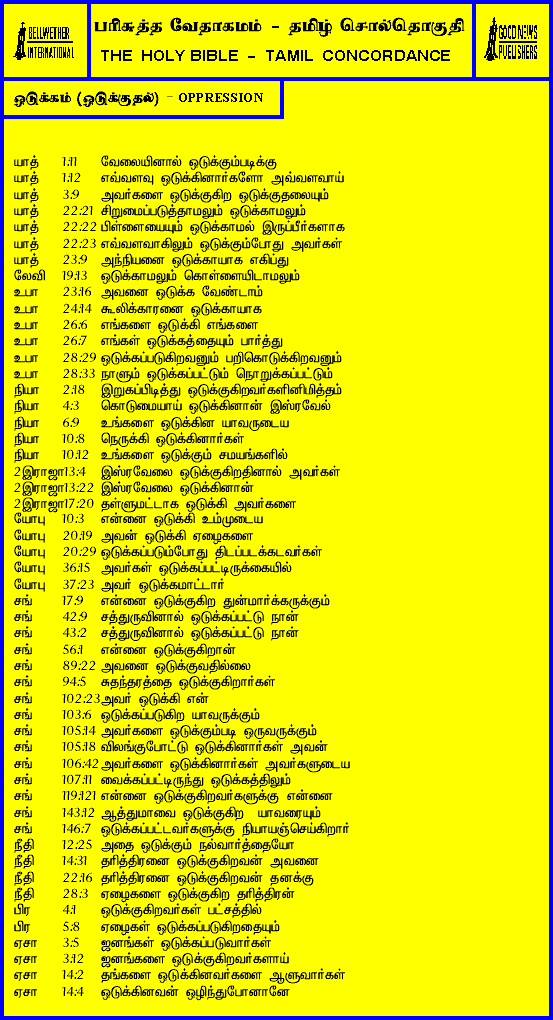 BELLWETHER
INTERNATIONAL
பரிசுத்த வேதாகமம் - தமிழ் சொல்தொகுதி
THE HOLY BIBLE - TAMIL CONCORDANCE
GOOD NEWS
PUBLISHERS
ஒடுக்கம் (ஒடுக்குதல்) - OPPRESSION
யாத் 1:11 வேலையினால் ஒடுக்கும்படிக்கு
யாத் 1:12 எவ்வளவு ஒடுக்கினார்களோ அவ்வளவாய்
யாத் 3:9 அவர்களை ஒடுக்குகிற ஒடுக்குதலையும்
யாத் 22:21 சிறுமைப்படுத்தாமலும் ஒடுக்காமலும்
யாத் 22:22 பிள்ளையையும் ஒடுக்காமல் இருப்பீர்களாக
யாத் 22:23 எவ்வளவாகிலும் ஒடுக்கும்போது அவர்கள்
யாத் 23:9 அந்நியனை ஒடுக்காயாக எகிப்து
லேவி 19:13 ஒடுக்காமலும் கொள்ளையிடாமலும்
உபா 23:16 அவனை ஒடுக்க வேண்டாம்
உபா 24:14 கூலிக்காரனை ஒடுக்காயாக
உபா 26:6 எங்களை ஒடுக்கி எங்களை
உபா 26:7 எங்கள் ஒடுக்கத்தையும் பார்த்து
உபா 28:29 ஒடுக்கப்படுகிறவனும் பறிகொடுக்கிறவனும்
உபா 28:33 நாளும் ஒடுக்கப்பட்டும் நொறுக்கப்பட்டும்
நியா 2:18 இறுகப்பிடித்து ஒடுக்குகிறவர்களினிமித்தம்
நியா 4:3 கொடுமையாய் ஒடுக்கினான் இஸ்ரவேல்
நியா 6:9 உங்களை ஒடுக்கின யாவருடைய
நியா 10:8 நெருக்கி ஒடுக்கினார்கள்
நியா 10:12 உங்களை ஒடுக்கும் சமயங்களில்
2இராஜா13:4 இஸ்ரவேலை ஒடுக்குகிறதினால் அவர்கள்
2இராஜா13:22 இஸ்ரவேலை ஒடுக்கினான்
2இராஜா17:20 தள்ளுமட்டாக ஒடுக்கி அவர்களை
யோபு 10:3 என்னை ஒடுக்கி உம்முடைய
யோபு 20:19 அவன் ஒடுக்கி ஏழைகளை
யோபு 20:29 ஒடுக்கப்படும்போது திடப்படக்கடவர்கள்
யோபு 36:15 அவர்கள் ஒடுக்கப்பட்டிருக்கையில்
யோபு 37:23 அவர் ஒடுக்கமாட்டார்
சங் 17:9 என்னை ஒடுக்குகிற துன்மார்க்கருக்கும்
சங் 42:9 சத்துருவினால் ஒடுக்கப்பட்டு நான்
சங் 43:2 சத்துருவினால் ஒடுக்கப்பட்டு நான்
சங் 56:1 என்னை ஒடுக்குகிறான்
சங் 89:22 அவனை ஒடுக்குவதில்லை
சங் 94:5 சுதந்தரத்தை ஒடுக்குகிறார்கள்
சங் 102:23அவர் ஒடுக்கி என்
சங் 103:6 ஒடுக்கப்படுகிற யாவருக்கும்
சங் 105:14 அவர்களை ஒடுக்கும்படி ஒருவருக்கும்
சங் 105:18 விலங்குபோட்டு ஒடுக்கினார்கள் அவன்
சங் 106:42 அவர்களை ஒடுக்கினார்கள் அவர்களுடைய
சங் 107:11 வைக்கப்பட்டிருந்து ஒடுக்கத்திலும்
சங் 119:121 என்னை ஒடுக்குகிறவர்களுக்கு என்னை
சங் 143:12 ஆத்துமாவை ஒடுக்குகிற யாவரையும்
சங் 146:7 ஒடுக்கப்பட்டவர்களுக்கு நியாயஞ்செய்கிறார்
நீதி 12:25 அதை ஒடுக்கும் நல்வார்த்தையோ
நீதி 14:31 தரித்திரனை ஒடுக்குகிறவன் அவனை
நீதி 22:16 தரித்திரனை ஒடுக்குகிறவன் தனக்கு
நீதி 28:3 ஏழைகளை ஒடுக்குகிற தரித்திரன்
பிர 4:1 ஒடுக்குகிறவர்கள் பட்சத்தில்
பிர 5:8 ஏழைகள் ஒடுக்கப்படுகிறதையும்
ஏசா 3:5 ஜனங்கள் ஒடுக்கப்படுவார்கள்
ஏசா 3:12 ஜனங்களை ஒடுக்குகிறவர்களாய்
ஏசா 14:2 தங்களை ஒடுக்கினவர்களை ஆளுவார்கள்
ஏசா 14:4 ஒடுக்கினவன் ஒழிந்துபோனானே